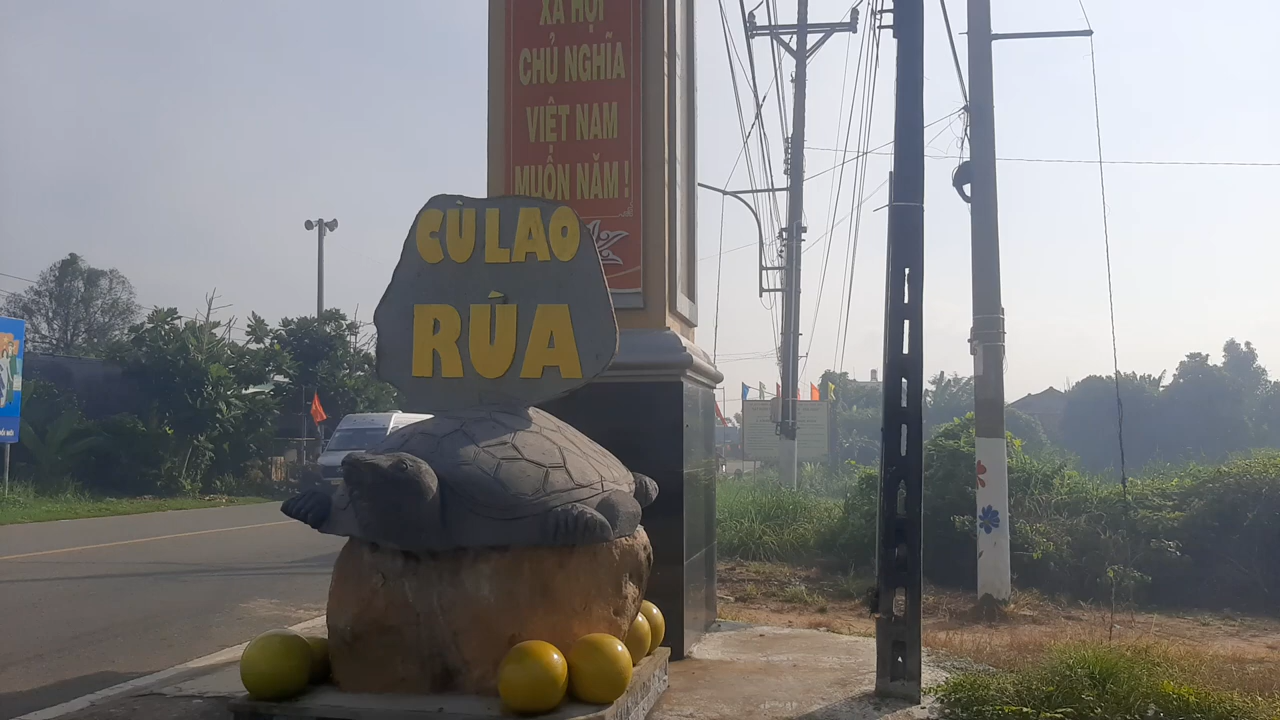 XÃ HỘI
CHỦ NGHĨA
VIỆT NAM
MUÔN NĂM !
CÙ LAO
RÙA